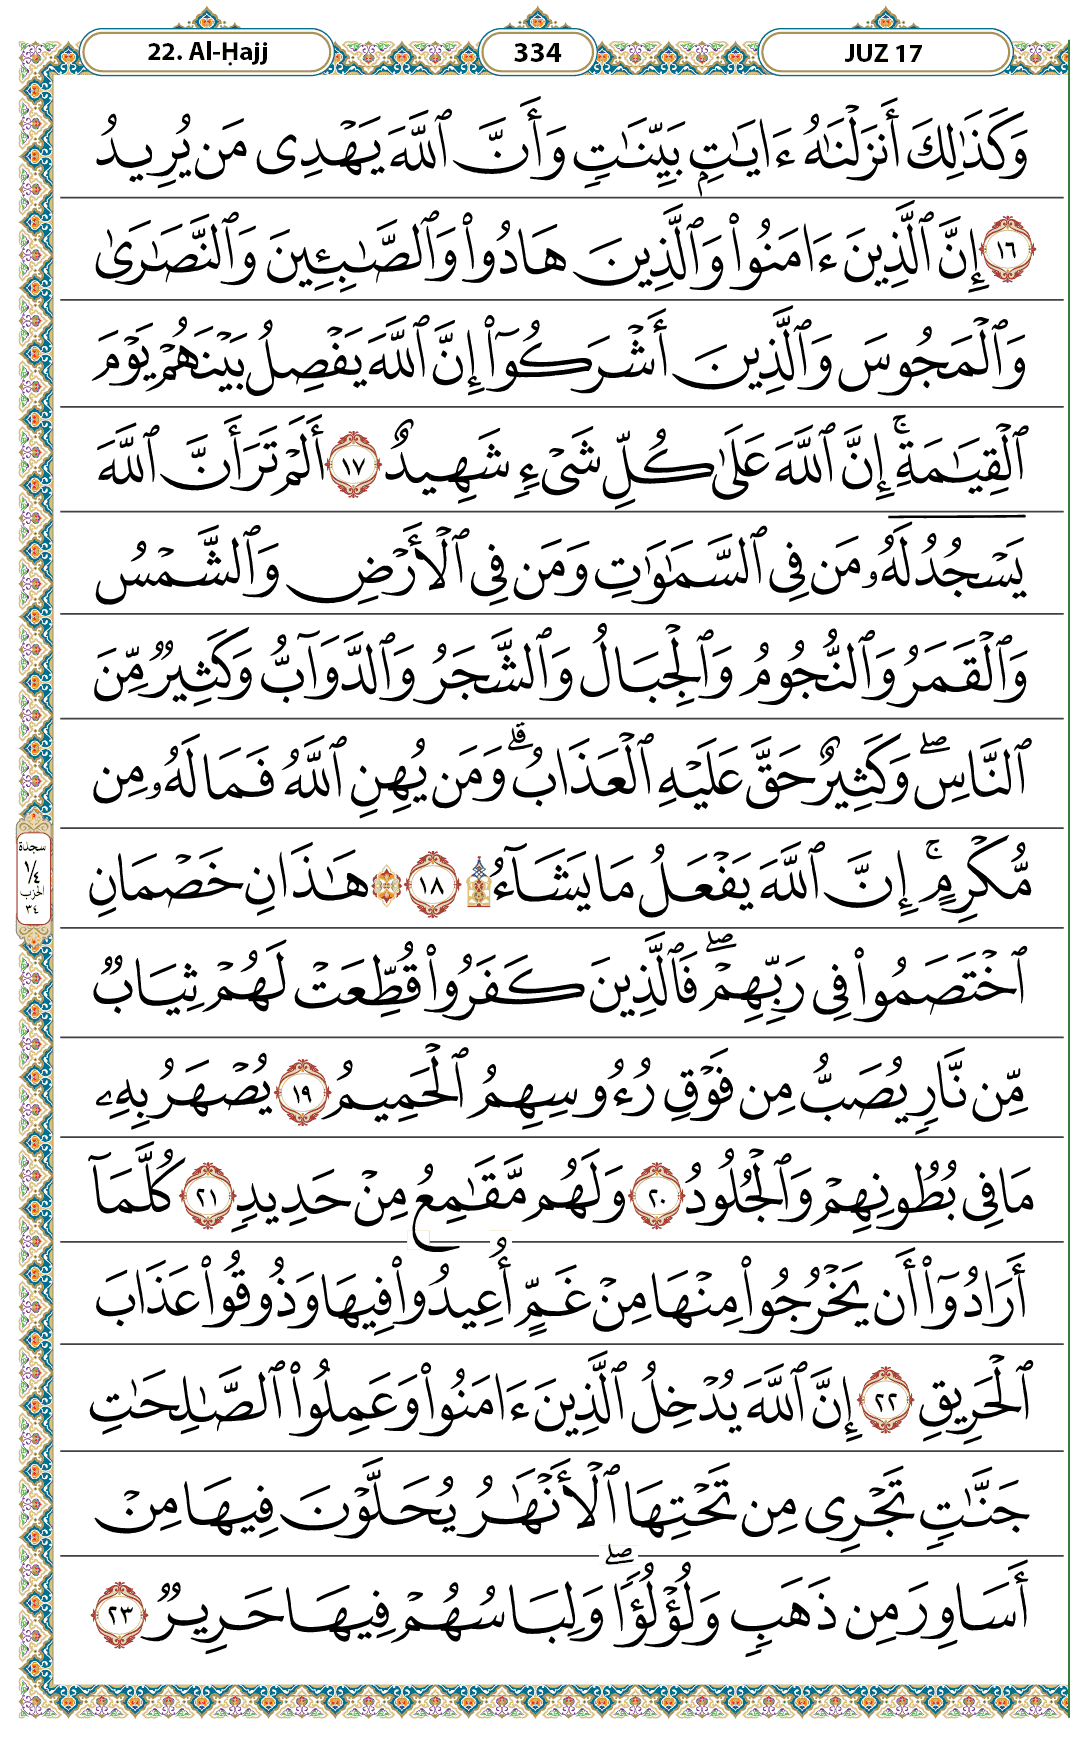 22. Al-Ḥajj 334 JUZ 17
وَكَذَٰلِكَ أَنزَلْنَٰهُ ءَايَٰتٍۭ بَيِّنَٰتٍ وَأَنَّ ٱللَّهَ يَهْدِى مَن يُرِيدُ
١٦ إِنَّ ٱلَّذِينَ ءَامَنُوا۟ وَٱلَّذِينَ هَادُوا۟ وَٱلصَّٰبِـِٔينَ وَٱلنَّصَٰرَىٰ
وَٱلْمَجُوسَ وَٱلَّذِينَ أَشْرَكُوٓا۟ إِنَّ ٱللَّهَ يَفْصِلُ بَيْنَهُمْ يَوْمَ
ٱلْقِيَٰمَةِ ۚ إِنَّ ٱللَّهَ عَلَىٰ كُلِّ شَىْءٍ شَهِيدٌ ١٧ أَلَمْ تَرَ أَنَّ ٱللَّهَ
يَسْجُدُ لَهُۥ مَن فِى ٱلسَّمَٰوَٰتِ وَمَن فِى ٱلْأَرْضِ وَٱلشَّمْسُ
وَٱلْقَمَرُ وَٱلنُّجُومُ وَٱلْجِبَالُ وَٱلشَّجَرُ وَٱلدَّوَآبُّ وَكَثِيرٌ مِّنَ
ٱلنَّاسِ ۖ وَكَثِيرٌ حَقَّ عَلَيْهِ ٱلْعَذَابُ ۗ وَمَن يُهِنِ ٱللَّهُ فَمَا لَهُۥ مِن
مُّكْرِمٍ ۚ إِنَّ ٱللَّهَ يَفْعَلُ مَا يَشَآءُ ۩ ١٨ ۞ هَٰذَانِ خَصْمَانِ
ٱخْتَصَمُوا۟ فِى رَبِّهِمْ ۖ فَٱلَّذِينَ كَفَرُوا۟ قُطِّعَتْ لَهُمْ ثِيَابٌ
مِّن نَّارٍ يُصَبُّ مِن فَوْقِ رُءُوسِهِمُ ٱلْحَمِيمُ ١٩ يُصْهَرُ بِهِۦ
مَا فِى بُطُونِهِمْ وَٱلْجُلُودُ ٢٠ وَلَهُم مَّقَٰمِعُ مِنْ حَدِيدٍ ٢١ كُلَّمَآ
أَرَادُوٓا۟ أَن يَخْرُجُوا۟ مِنْهَا مِنْ غَمٍّ أُعِيدُوا۟ فِيهَا وَذُوقُوا۟ عَذَابَ
ٱلْحَرِيقِ ٢٢ إِنَّ ٱللَّهَ يُدْخِلُ ٱلَّذِينَ ءَامَنُوا۟ وَعَمِلُوا۟ ٱلصَّٰلِحَٰتِ
جَنَّٰتٍ تَجْرِى مِن تَحْتِهَا ٱلْأَنْهَٰرُ يُحَلَّوْنَ فِيهَا مِنْ
أَسَاوِرَ مِن ذَهَبٍ وَلُؤْلُؤًا ۖ وَلِبَاسُهُمْ فِيهَا حَرِيرٌ ٢٣
سجدة
١/٤
الحزب
٣٤